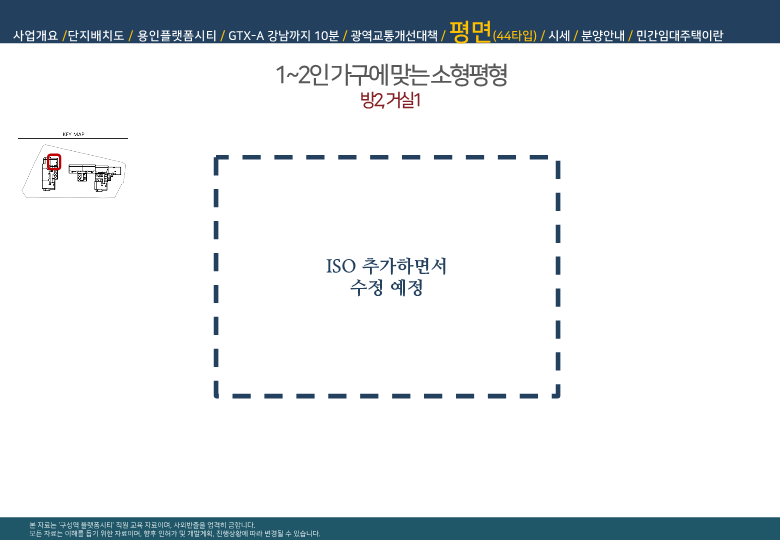 사업개요 /단지배치도 / 용인플랫폼시티 / GTX-A 강남까지 10분 / 광역교통개선대책 / 평면(44타입) / 시세 / 분양안내 / 민간임대주택이란
1~2인 가구에 맞는 소형평형
방2, 거실1
KEY MAP
ISO 추가하면서
수정 예정
본 자료는 '구성역 플랫폼시티' 직원 교육 자료이며, 사외반출을 엄격히 금합니다.
모든 자료는 이해를 돕기 위한 자료이며, 향후 인허가 및 개발계획, 진행상황에 따라 변경될 수 있습니다.